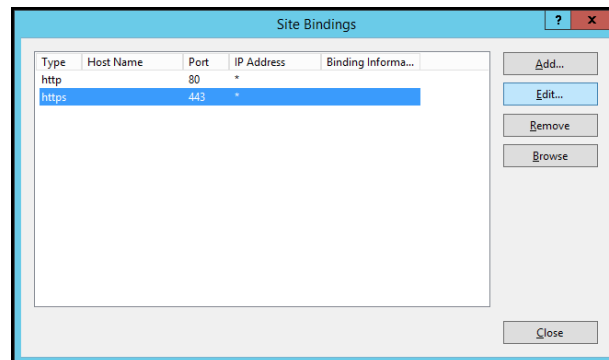 Site Bindings
? x
Type Host Name Port IP Address Binding Informa...
http 80 *
https 443 *
Add...
Edit...
Remove
Browse
Close